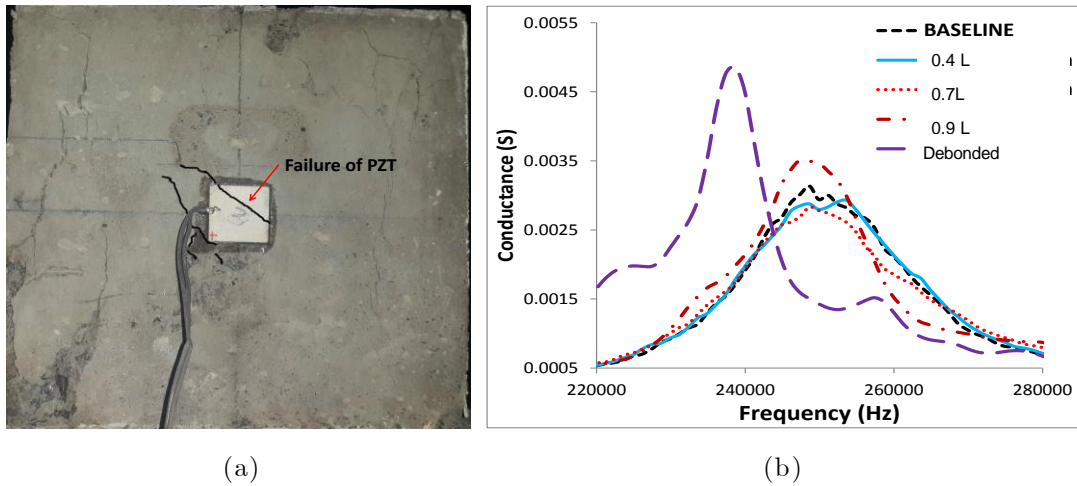 Failure of PZT
(a)
0.0055
0.0045
0.0035
0.0025
0.0015
0.0005
Conductance (S)
BASELINE
0.4 L
0.7L
0.9 L
Debonded
220000 240000 260000 280000
Frequency (Hz)
(b)